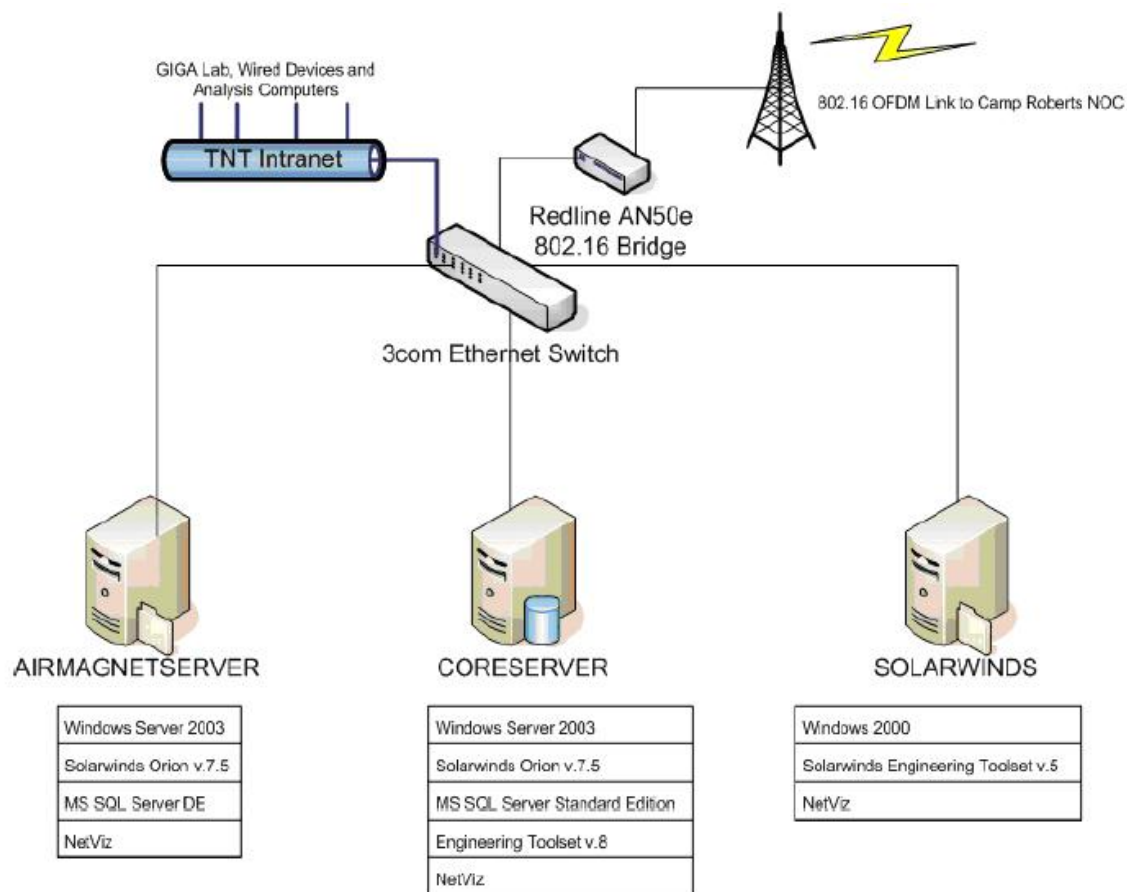 GIGA Lab, Wired Devices and
Analysis Computers
TNT Intranet
802.16 OFDM Link to Camp Roberts NOC
Redline AN50e
802.16 Bridge
3com Ethernet Switch
AIRMAGNETSERVER
Windows Server 2003
Solarwinds Orion v.7.5
MS SQL Server DE
NetViz
CORESERVER
Windows Server 2003
Solarwinds Orion v.7.5
MS SQL Server Standard Edition
Engineering Toolset v.8
NetViz
SOLARWINDS
Windows 2000
Solarwinds Engineering Toolset v.5
NetViz